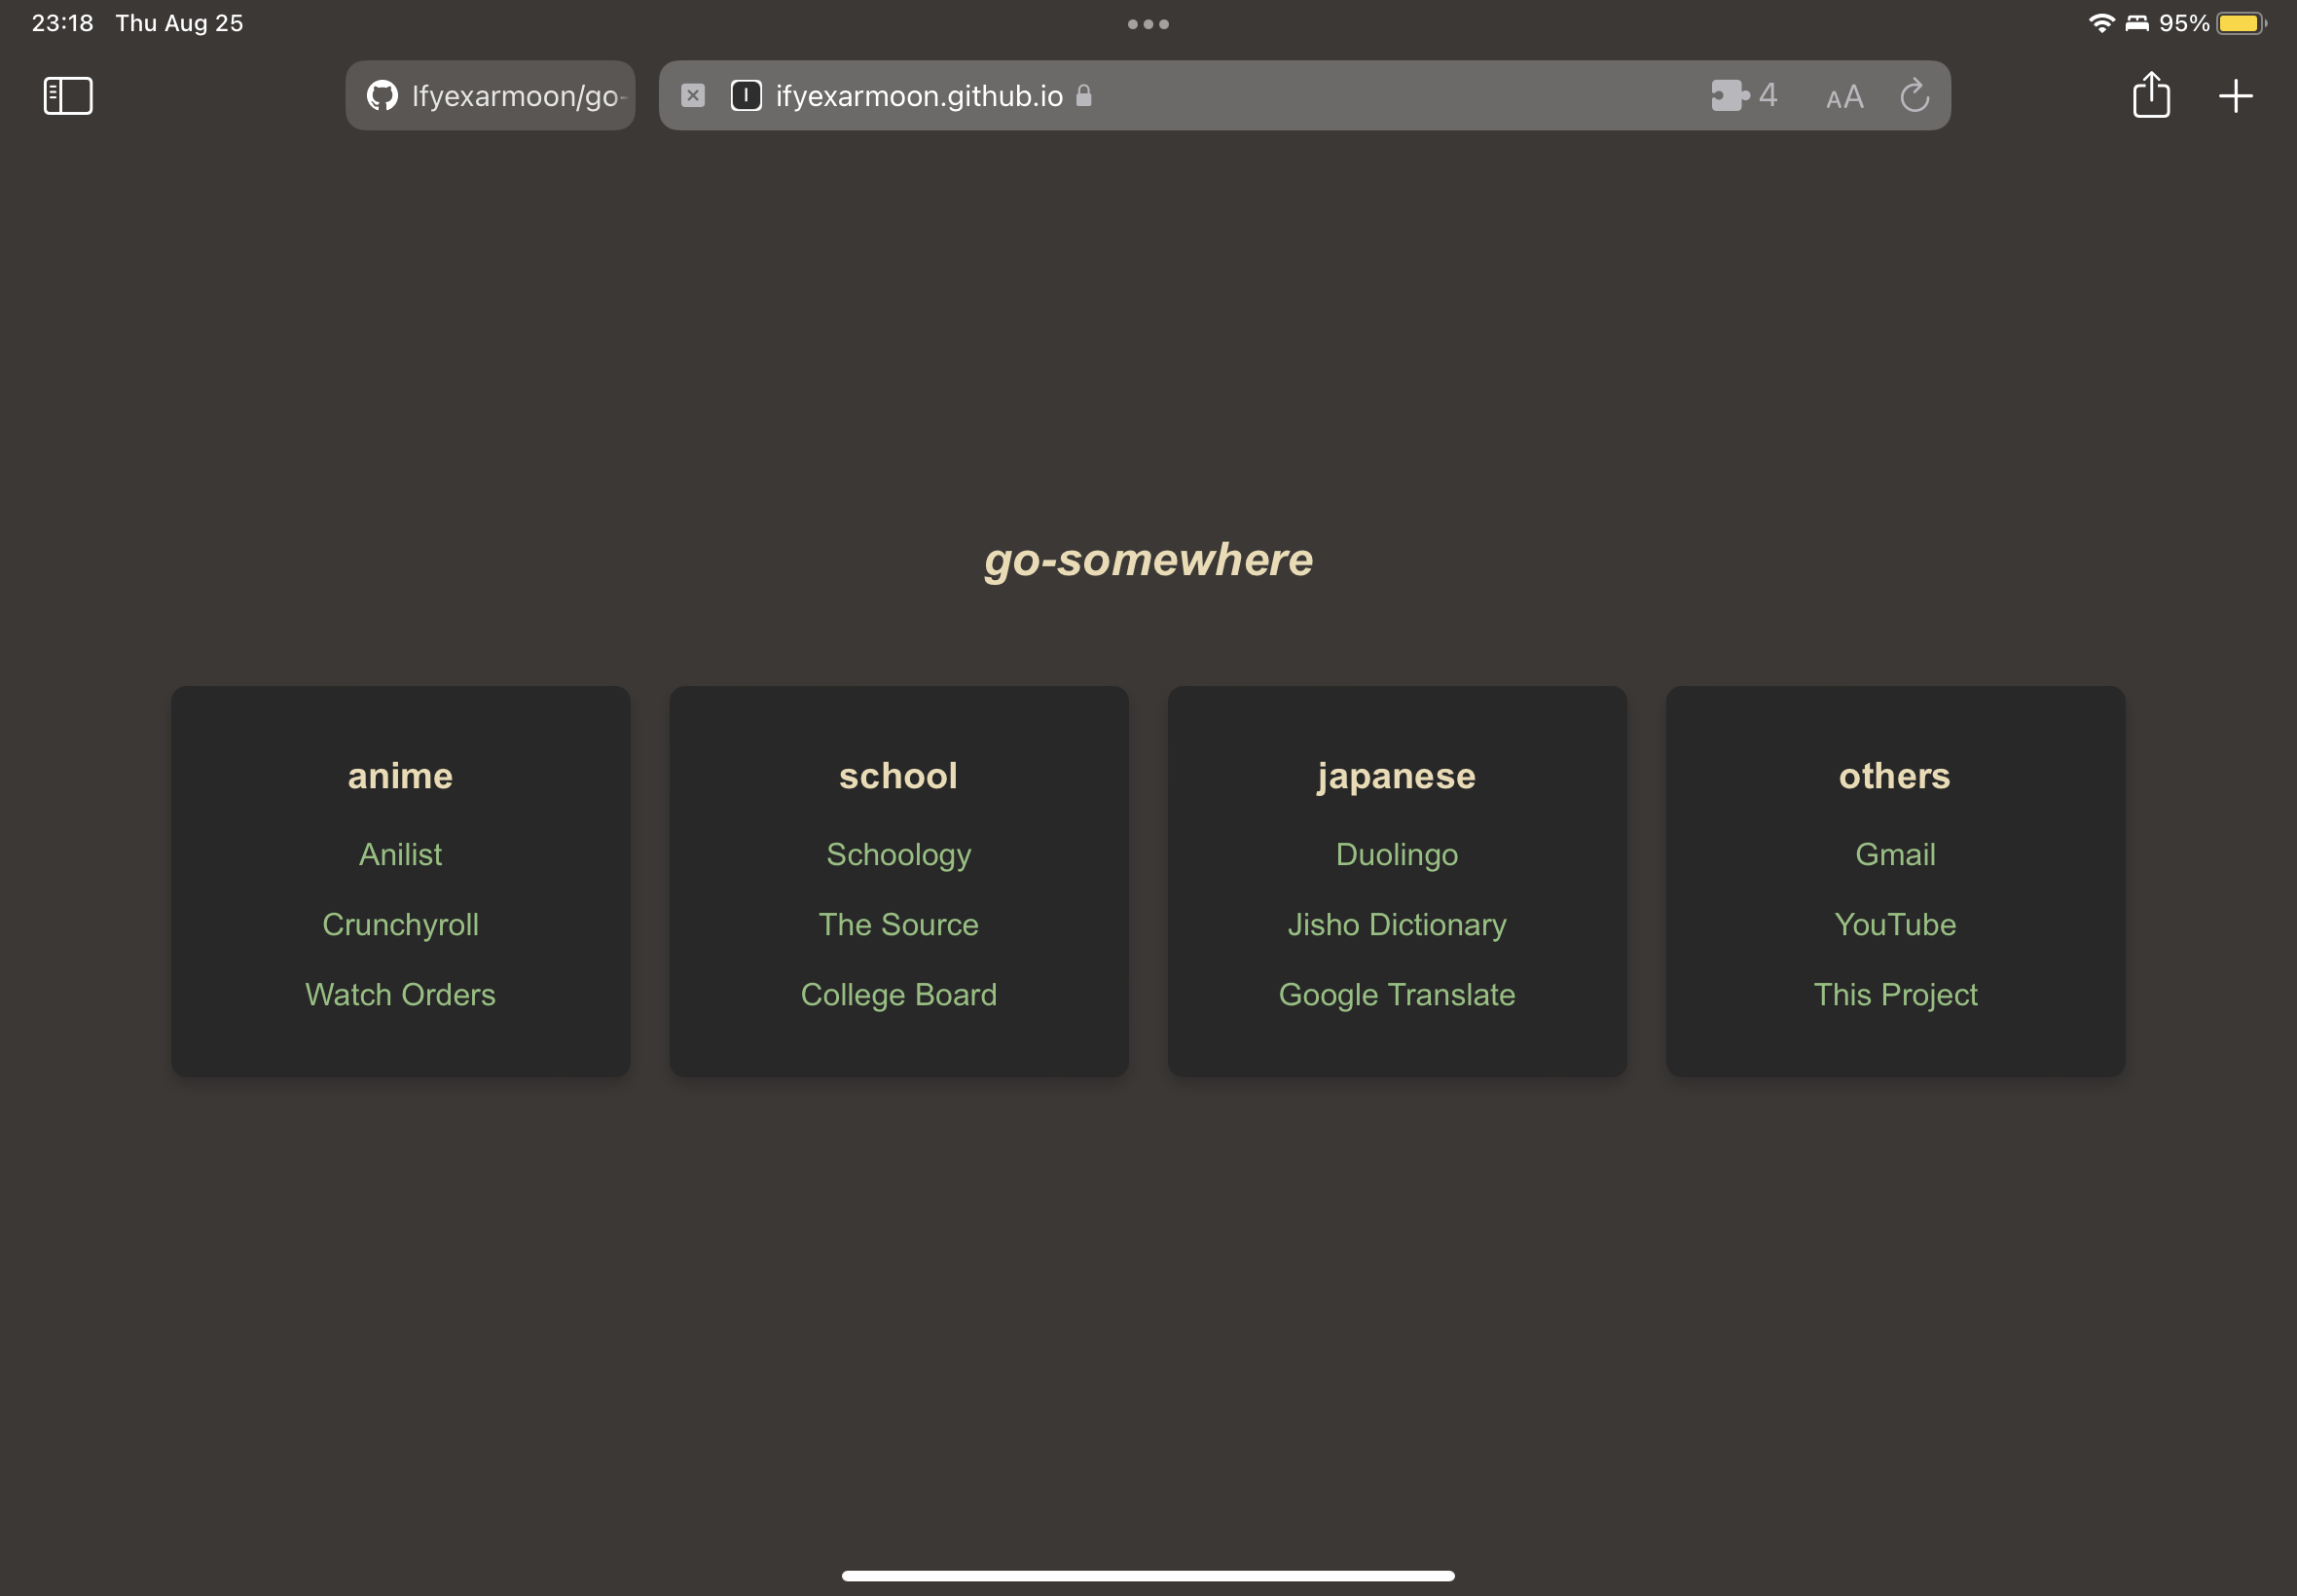 23:18 Thu Aug 25
95%
Ifyexarmoon/go-
ifyexarmoon.github.io
4
AA
go-somewhere
anime
Anilist
Crunchyroll
Watch Orders
school
Schoology
The Source
College Board
japanese
Duolingo
Jisho Dictionary
Google Translate
others
Gmail
YouTube
This Project